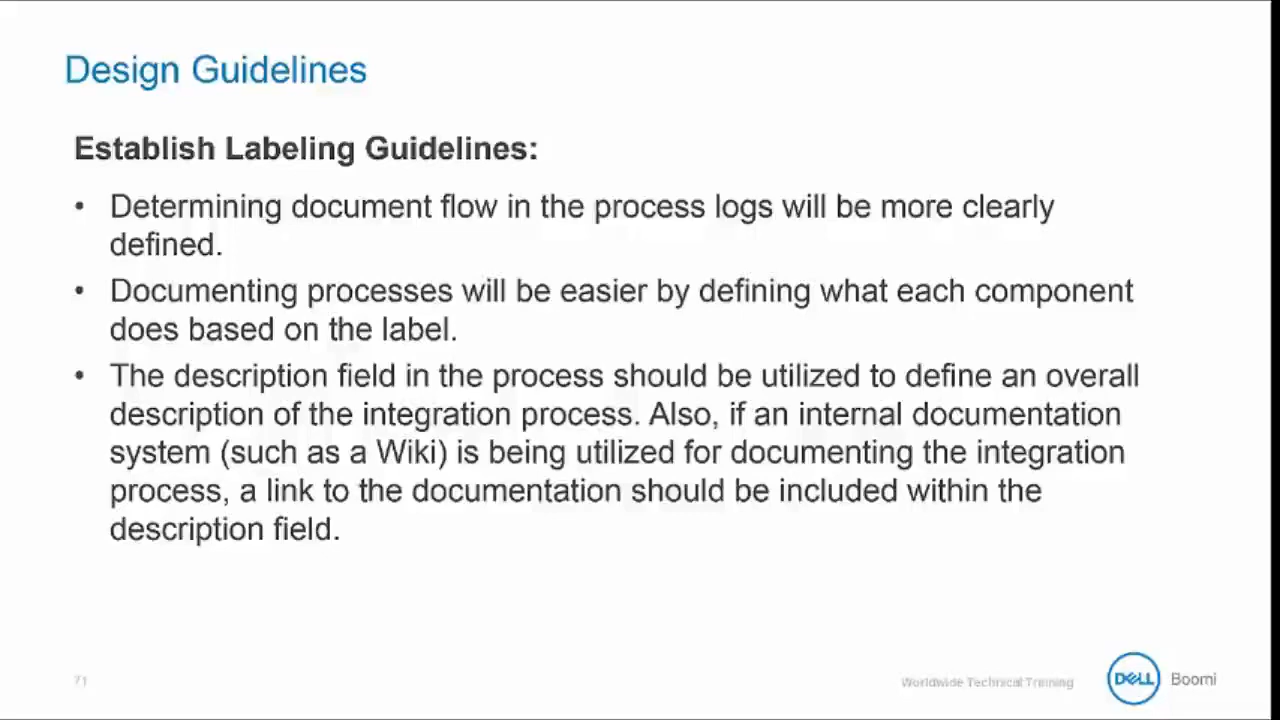 Design Guidelines
Establish Labeling Guidelines:
• Determining document flow in the process logs will be more clearly
defined.
• Documenting processes will be easier by defining what each component
does based on the label.
• The description field in the process should be utilized to define an overall
description of the integration process. Also, if an internal documentation
system (such as a Wiki) is being utilized for documenting the integration
process, a link to the documentation should be included within the
description field.
71
Worldwide Technical Training
DELL Boomi